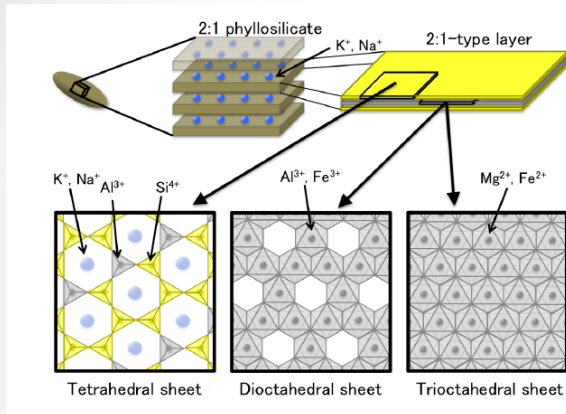 2:1 phyllosilicate
K⁺, Na⁺
2:1-type layer
K⁺, Na⁺
Al³⁺
Si⁴⁺
Al³⁺, Fe³⁺
Mg²⁺, Fe²⁺
Tetrahedral sheet
Dioctahedral sheet
Trioctahedral sheet